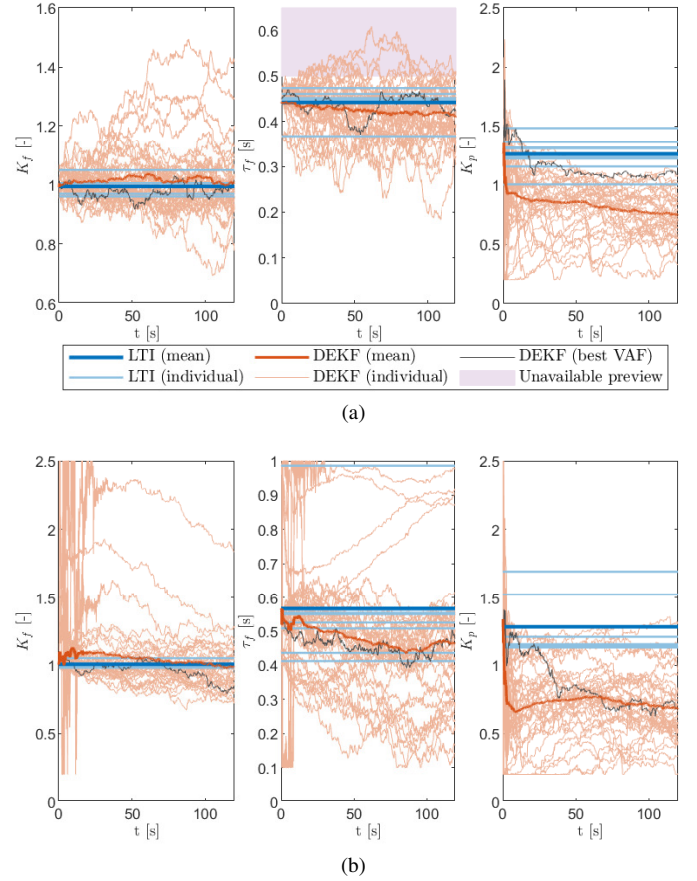 1.6
1.4
1.2
1
0.8
0.6
K_f [-]
0 50 100
t [s]
0.6
0.5
0.4
0.3
0.2
0.1
0
τ_f [s]
0 50 100
t [s]
2.5
2
1.5
1
0.5
0
K_p [-]
0 50 100
t [s]
LTI (mean) DEKF (mean) DEKF (best VAF)
LTI (individual) DEKF (individual) Unavailable preview
(a)
2.5
2
1.5
1
0.5
0
K_f [-]
0 50 100
t [s]
1
0.9
0.8
0.7
0.6
0.5
0.4
0.3
0.2
0.1
0
τ_f [s]
0 50 100
t [s]
2.5
2
1.5
1
0.5
0
K_p [-]
0 50 100
t [s]
(b)